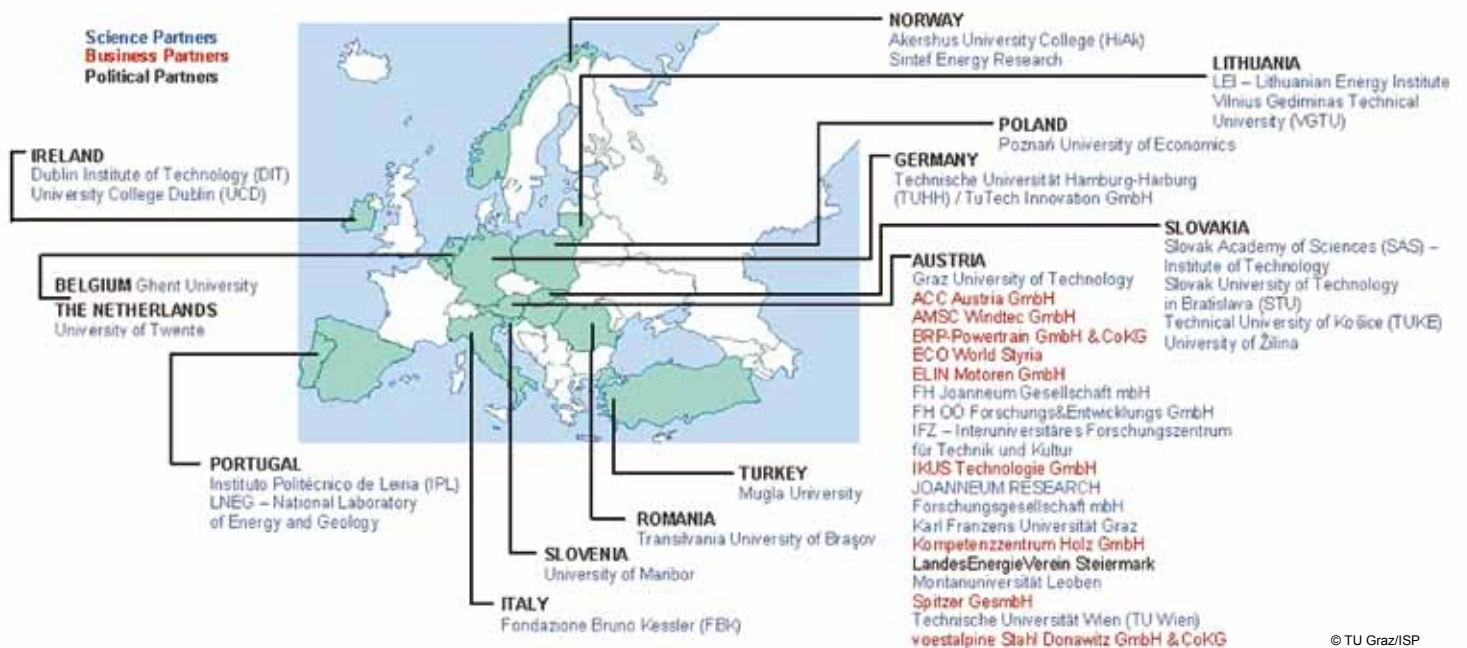 Science Partners
Business Partners
Political Partners
NORWAY
Akershus University College (HiAk)
Sintef Energy Research
LITHUANIA
LEI – Lithuanian Energy Institute
Vilnius Gediminas Technical
University (VGTU)
POLAND
Poznań University of Economics
IRELAND
Dublin Institute of Technology (DIT)
University College Dublin (UCD)
GERMANY
Technische Universität Hamburg-Harburg
(TUHH) / TuTech Innovation GmbH
SLOVAKIA
Slovak Academy of Sciences (SAS) –
Institute of Technology
Slovak University of Technology
in Bratislava (STU)
Technical University of Košice (TUKE)
University of Žilina
BELGIUM Ghent University
THE NETHERLANDS
University of Twente
AUSTRIA
Graz University of Technology
ACC Austria GmbH
AMSC Windtec GmbH
BRP-Powertrain GmbH & CoKG
ECO World Styria
ELIN Motoren GmbH
FH Joanneum Gesellschaft mbH
FH OÖ Forschungs&Entwicklungs GmbH
IFZ – Interuniversitäres Forschungszentrum
für Technik und Kultur
IKUS Technologie GmbH
JOANNEUM RESEARCH
Forschungsgesellschaft mbH
Karl Franzens Universität Graz
Kompetenzzentrum Holz GmbH
LandesEnergieVerein Steiermark
Montanuniversität Leoben
Spitzer GesmbH
Technische Universität Wien (TU Wien)
voestalpine Stahl Donawitz GmbH & CoKG
PORTUGAL
Instituto Politécnico de Leiria (IPL)
LNEG – National Laboratory
of Energy and Geology
TURKEY
Mugla University
ROMANIA
Transilvania University of Braşov
SLOVENIA
University of Maribor
ITALY
Fondazione Bruno Kessler (FBK)
© TU Graz/ISP